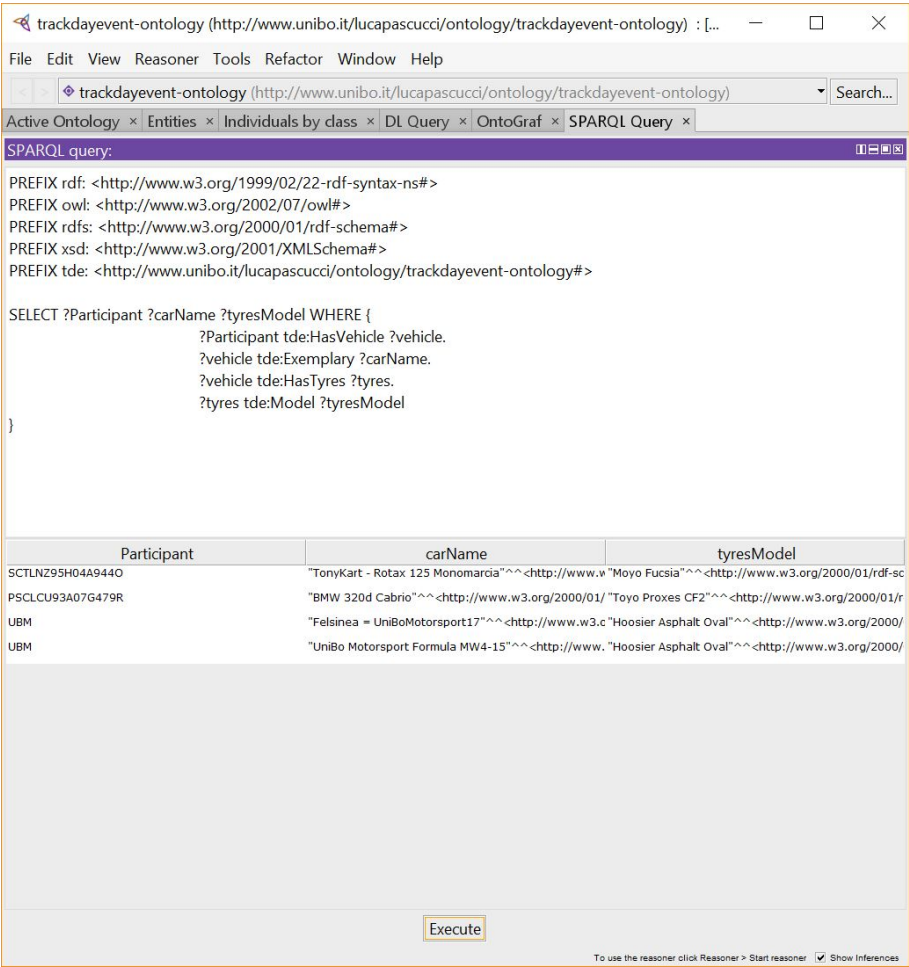 trackdayevent-ontology (http://www.unibo.it/lucapascucci/ontology/trackdayevent-ontology) : [...
File Edit View Reasoner Tools Refactor Window Help
< > trackdayevent-ontology (http://www.unibo.it/lucapascucci/ontology/trackdayevent-ontology) Search...
Active Ontology × Entities × Individuals by class × DL Query × OntoGraf × SPARQL Query ×
SPARQL query:
PREFIX rdf: <http://www.w3.org/1999/02/22-rdf-syntax-ns#>
PREFIX owl: <http://www.w3.org/2002/07/owl#>
PREFIX rdfs: <http://www.w3.org/2000/01/rdf-schema#>
PREFIX xsd: <http://www.w3.org/2001/XMLSchema#>
PREFIX tde: <http://www.unibo.it/lucapascucci/ontology/trackdayevent-ontology#>
SELECT ?Participant ?carName ?tyresModel WHERE {
?Participant tde:HasVehicle ?vehicle.
?vehicle tde:Exemplary ?carName.
?vehicle tde:HasTyres ?tyres.
?tyres tde:Model ?tyresModel
}
Participant carName tyresModel
SCTLNZ95H04A944O "TonyKart - Rotax 125 Monomarcia"^^<http://www.w "Moyo Fucsia"^^<http://www.w3.org/2000/01/rdf-sc
PSCLCU93A07G479R "BMW 320d Cabrio"^^<http://www.w3.org/2000/01/ "Toyo Proxes CF2"^^<http://www.w3.org/2000/01/r
UBM "Felsinea = UniBoMotorsport17"^^<http://www.w3.c "Hoosier Asphalt Oval"^^<http://www.w3.org/2000/
UBM "UniBo Motorsport Formula MW4-15"^^<http://www. "Hoosier Asphalt Oval"^^<http://www.w3.org/2000/
Execute
To use the reasoner click Reasoner > Start reasoner Show Inferences